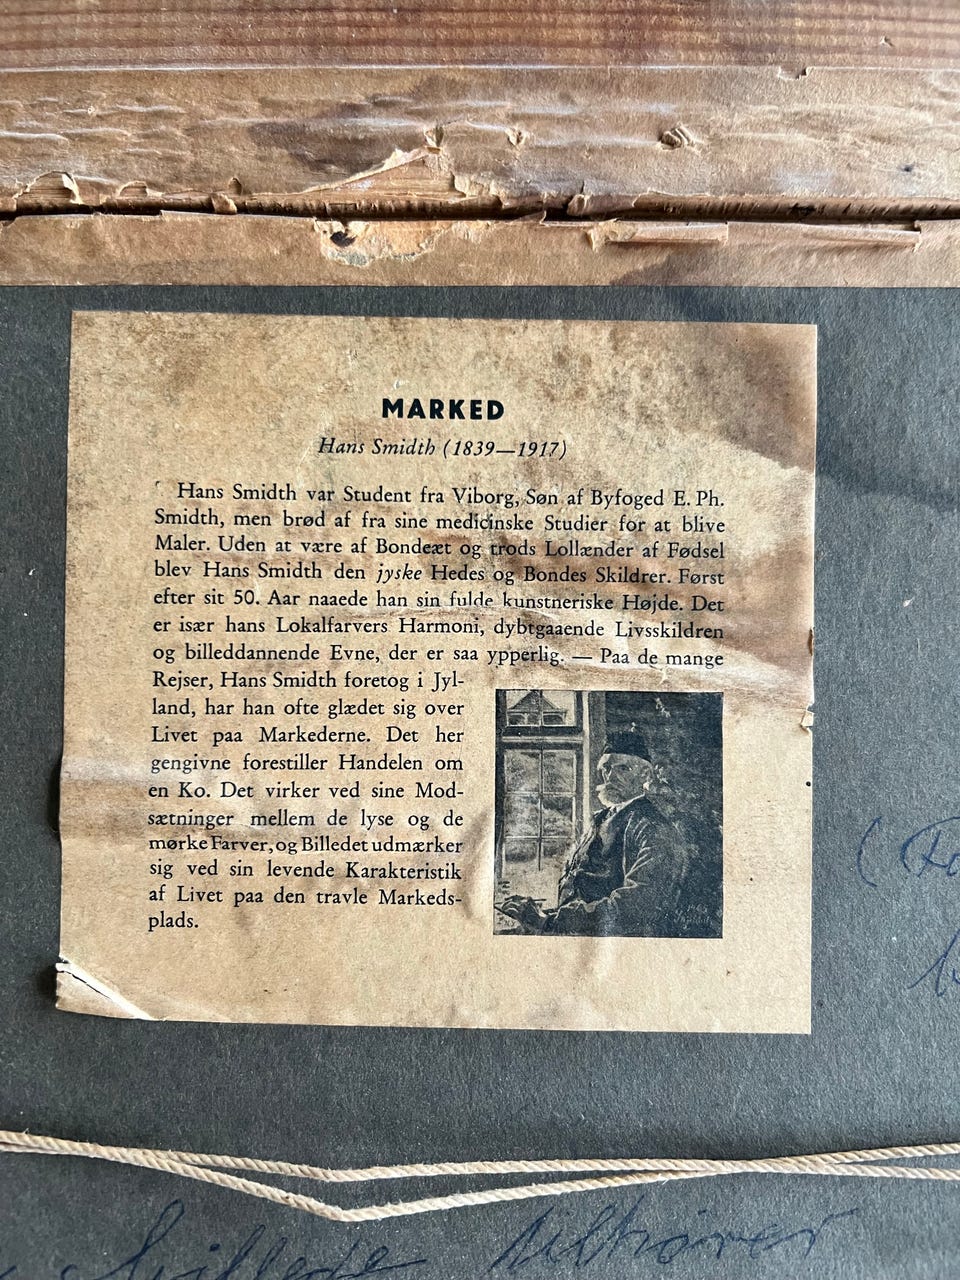 MARKED
Hans Smidth (1839—1917)
Hans Smidth var Student fra Viborg, Søn af Byfoged E. Ph.
Smidth, men brød af fra sine medicinske Studier for at blive
Maler. Uden at være af Bondeæt og trods Lollænder af Fødsel
blev Hans Smidth den jyske Hedes og Bondes Skildrer. Først
efter sit 50. Aar naaede han sin fulde kunstneriske Højde. Det
er især hans Lokalfarvers Harmoni, dybtgaaende Livsskildren
og billeddannende Evne, der er saa ypperlig. — Paa de mange
Rejser, Hans Smidth foretog i Jyl-
land, har han ofte glædet sig over
Livet paa Markederne. Det her
gengivne forestiller Handelen om
en Ko. Det virker ved sine Mod-
sætninger mellem de lyse og de
mørke Farver, og Billedet udmærker
sig ved sin levende Karakteristik
af Livet paa den travle Markeds-
plads.
billede tilhører